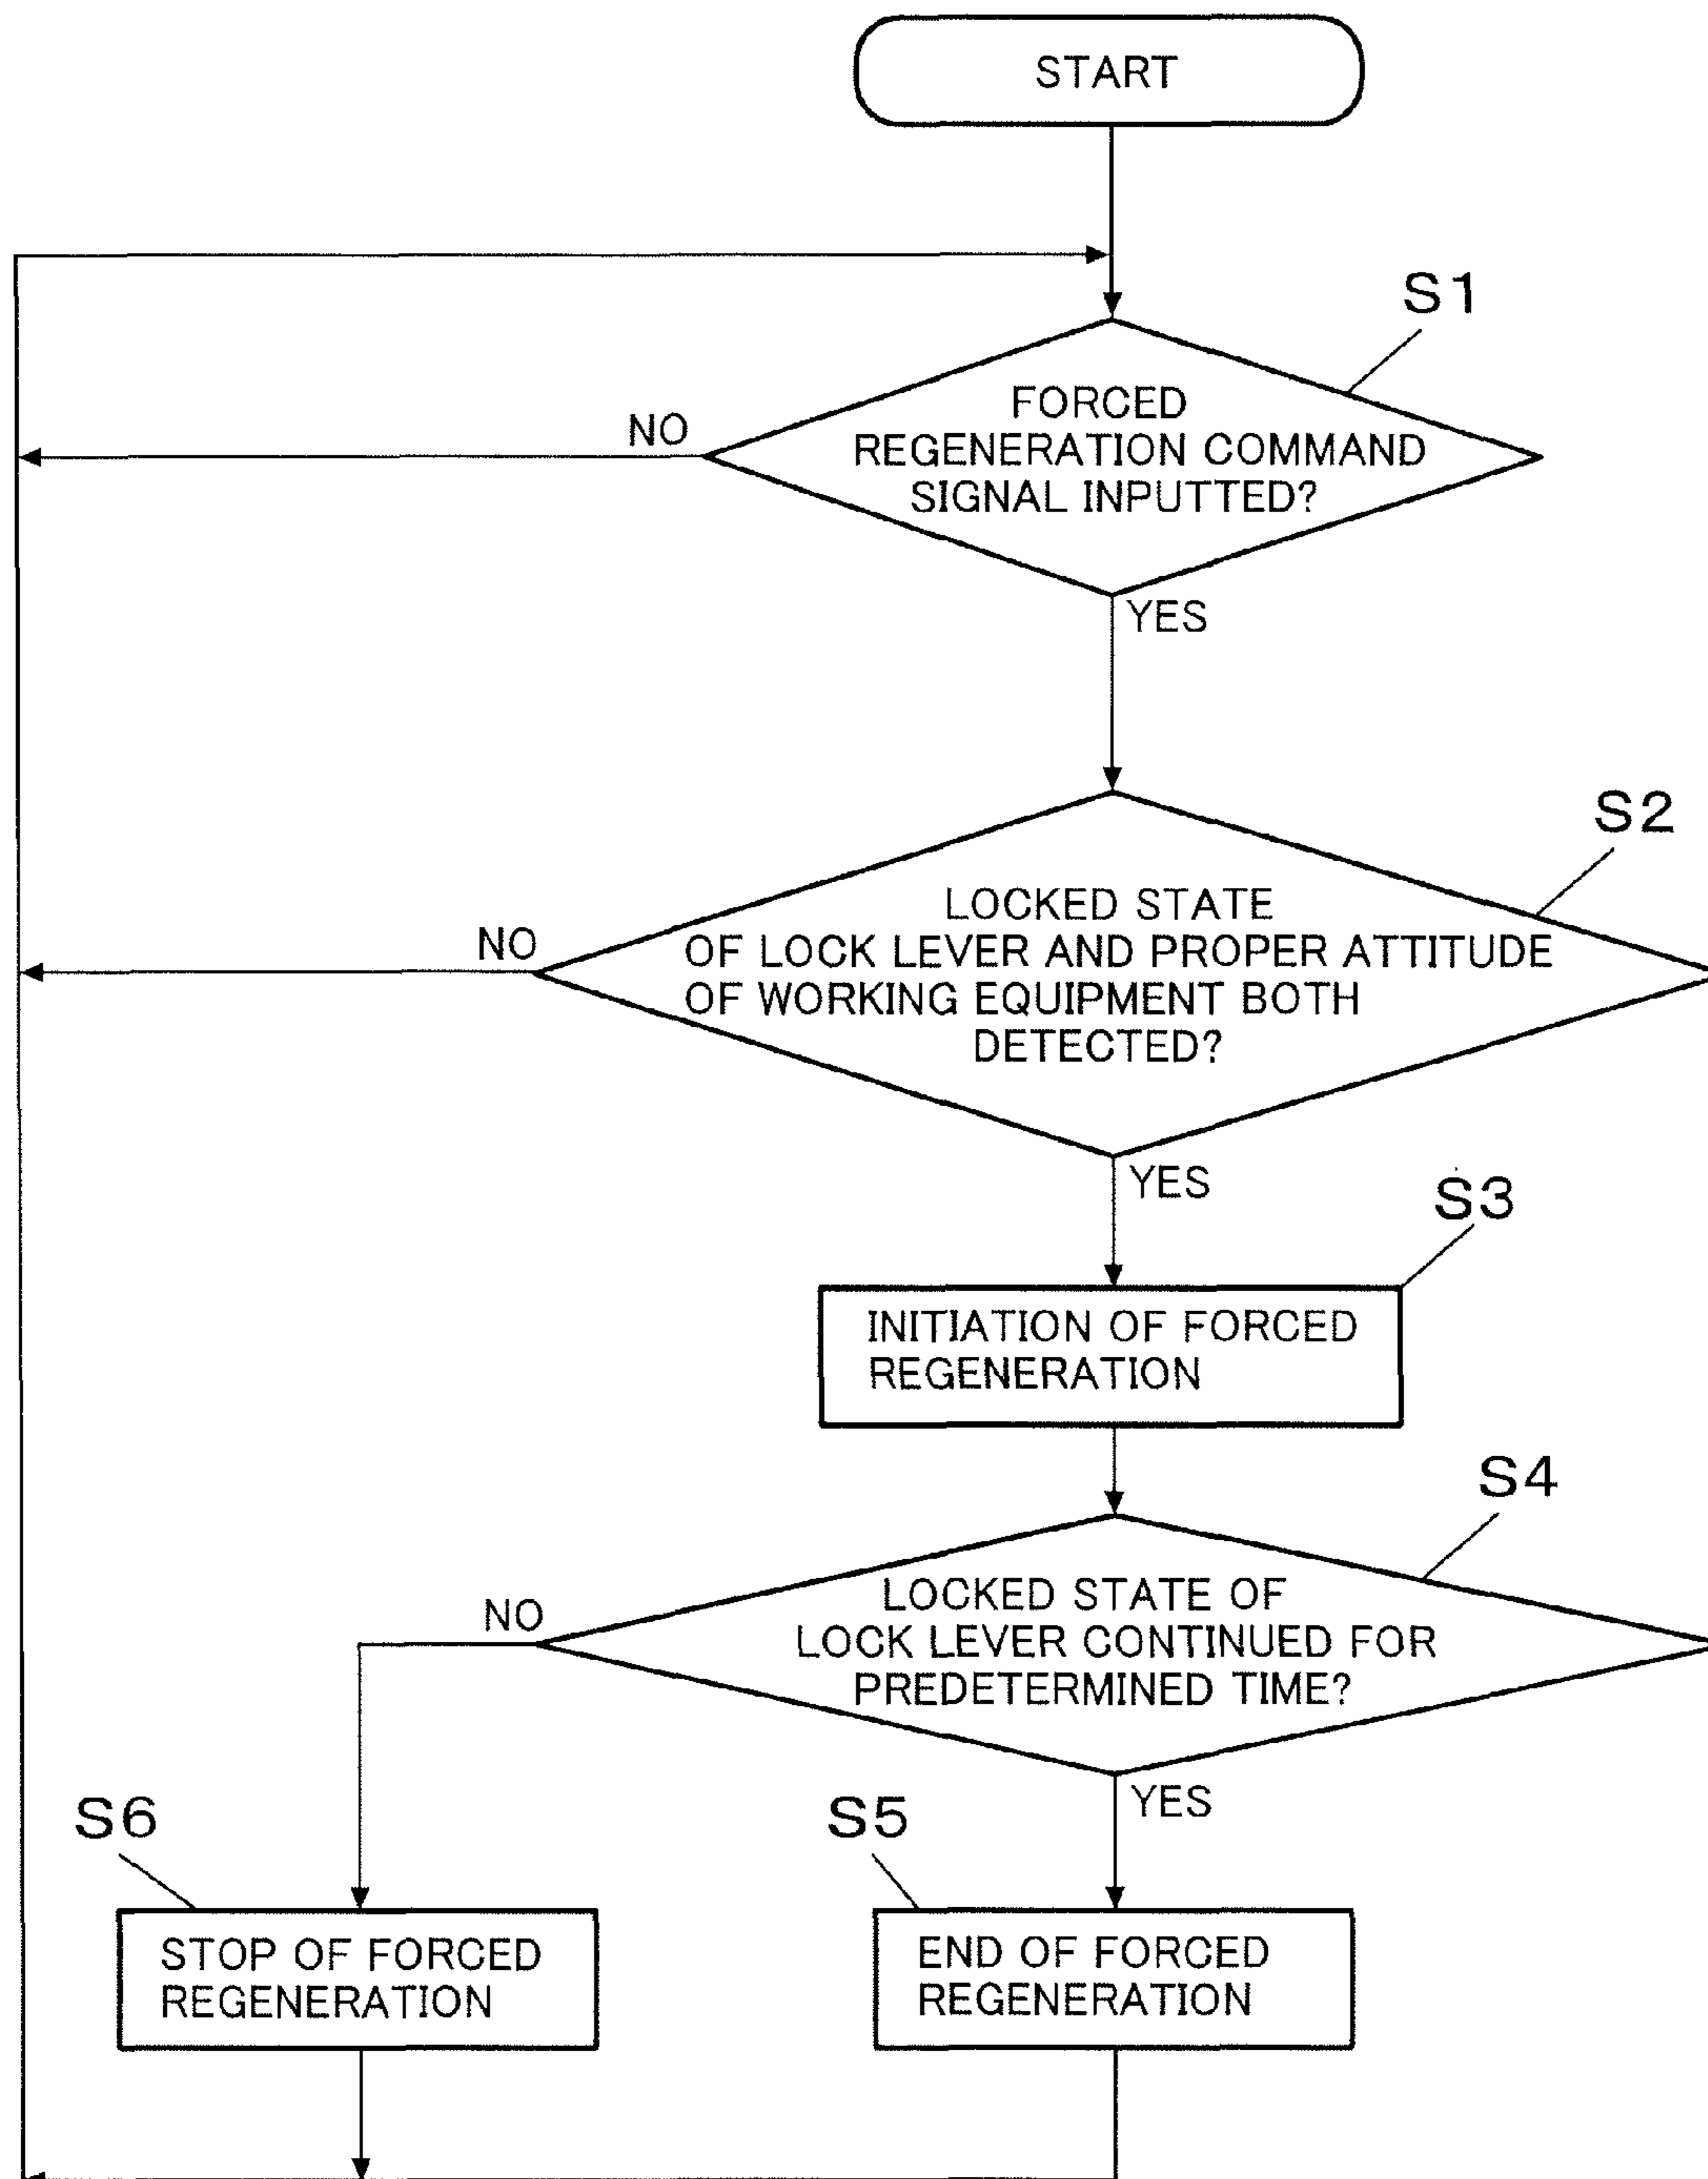 START
S1
FORCED
REGENERATION COMMAND
SIGNAL INPUTTED?
NO
YES
S2
LOCKED STATE
OF LOCK LEVER AND PROPER ATTITUDE
OF WORKING EQUIPMENT BOTH
DETECTED?
NO
YES
S3
INITIATION OF FORCED
REGENERATION
S4
LOCKED STATE OF
LOCK LEVER CONTINUED FOR
PREDETERMINED TIME?
NO
YES
S6
S5
STOP OF FORCED
REGENERATION
END OF FORCED
REGENERATION